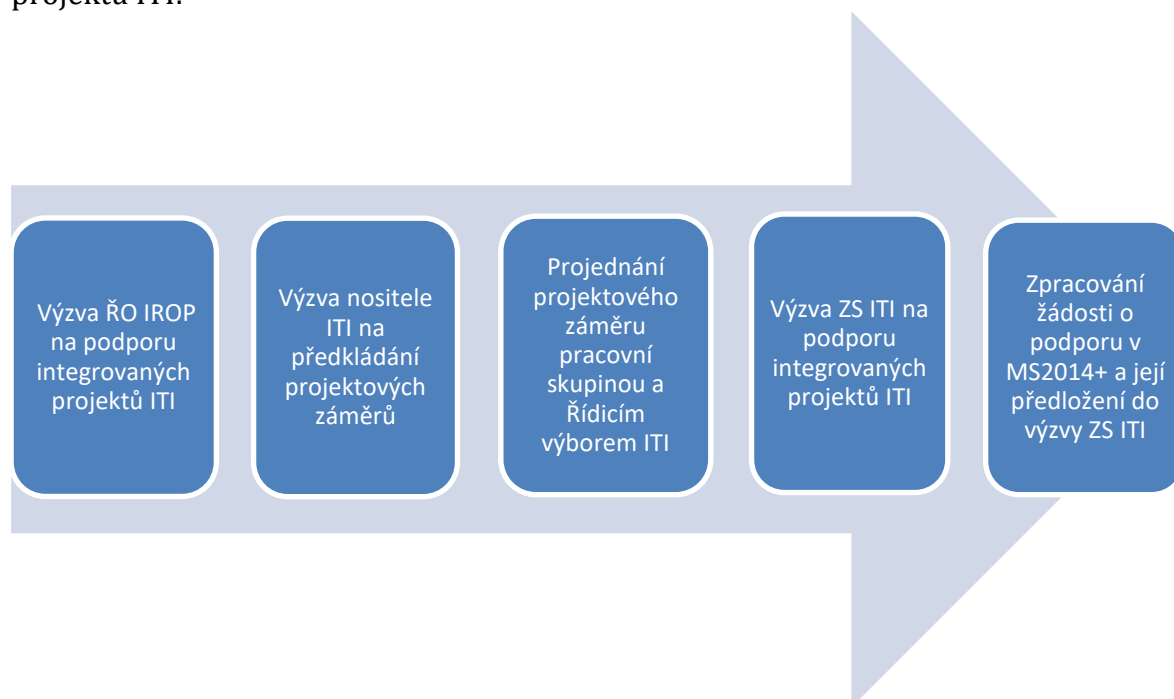 projektu ITI.
Výzva ŘO IROP
na podporu
integrovaných
projektů ITI
Výzva nositele
ITI na
předkládání
projektových
záměrů
Projednání
projektového
záměru
pracovní
skupinou a
Řídicím
výborem ITI
Výzva ZS ITI na
podporu
integrovaných
projektů ITI
Zpracování
žádosti o
podporu v
MS2014+ a její
předložení do
výzvy ZS ITI